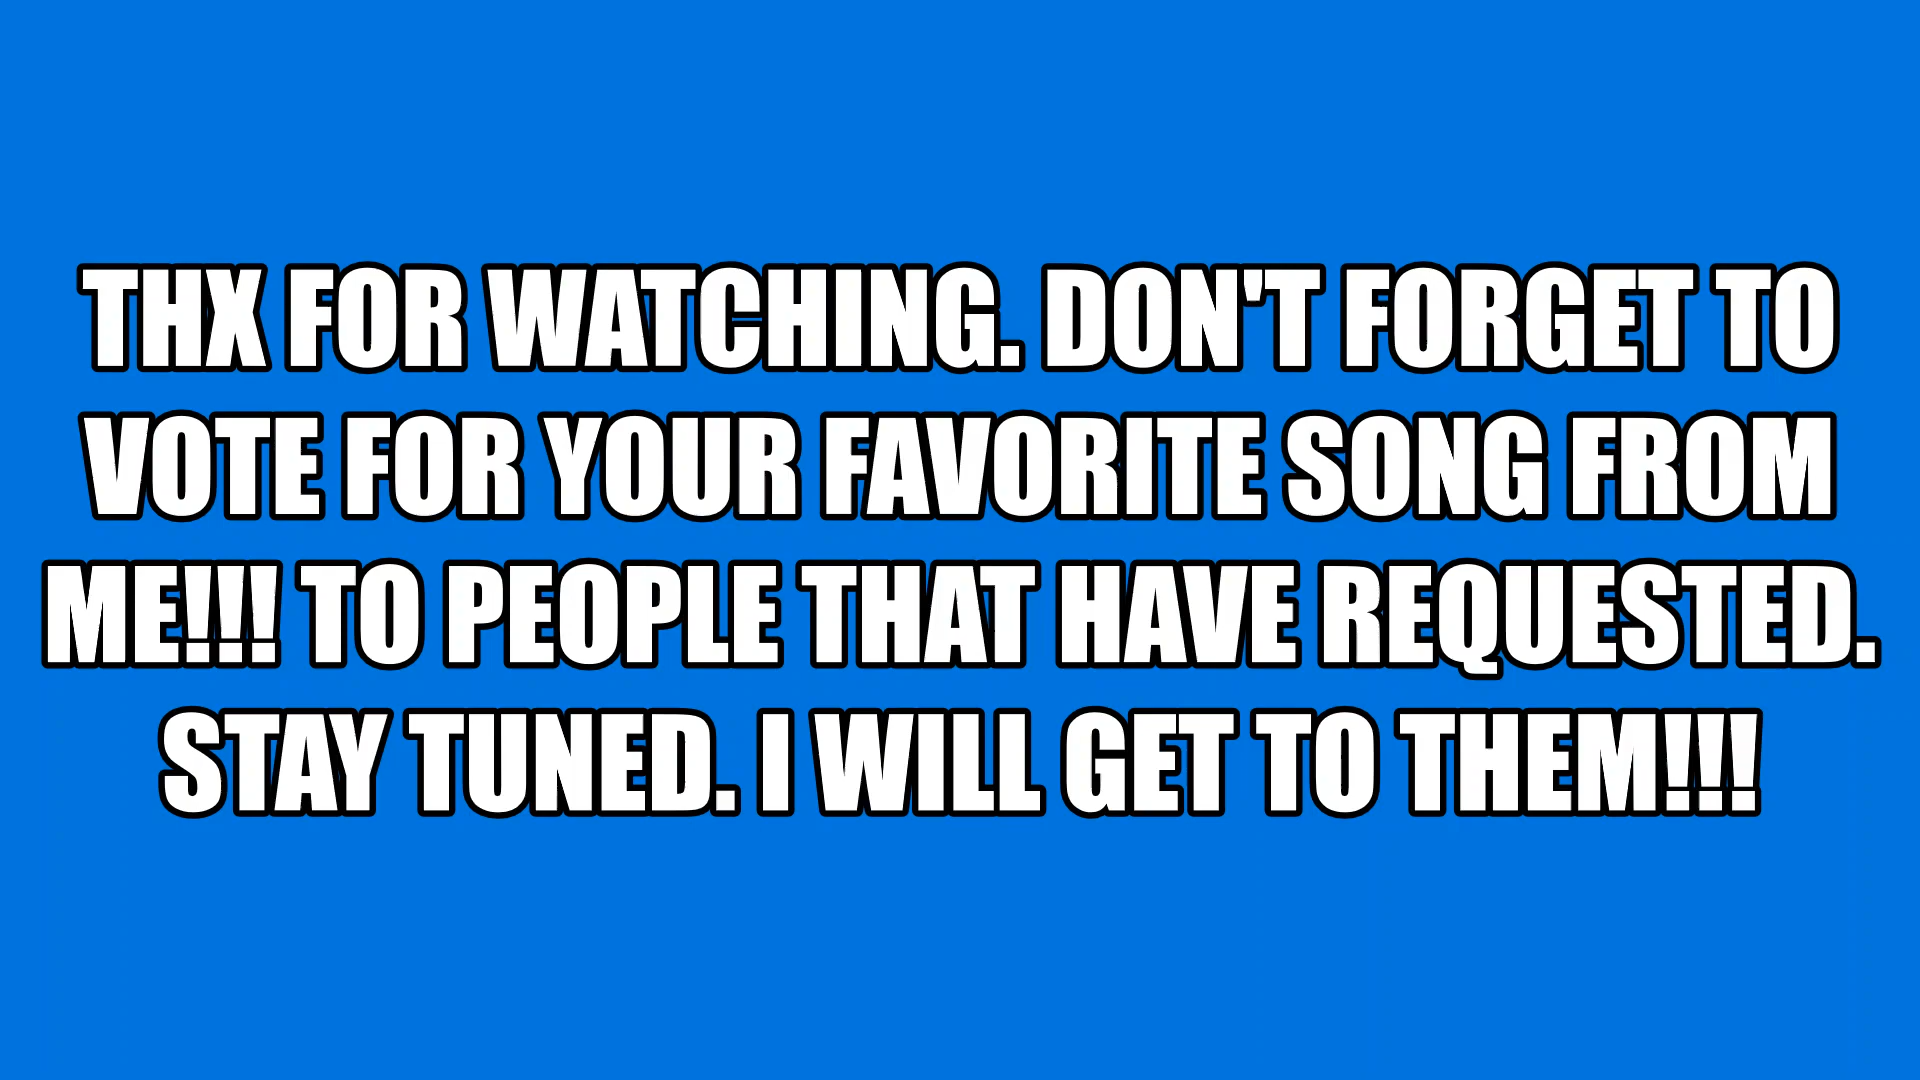 THX FOR WATCHING. DON'T FORGET TO
VOTE FOR YOUR FAVORITE SONG FROM
ME!!! TO PEOPLE THAT HAVE REQUESTED.
STAY TUNED. I WILL GET TO THEM!!!